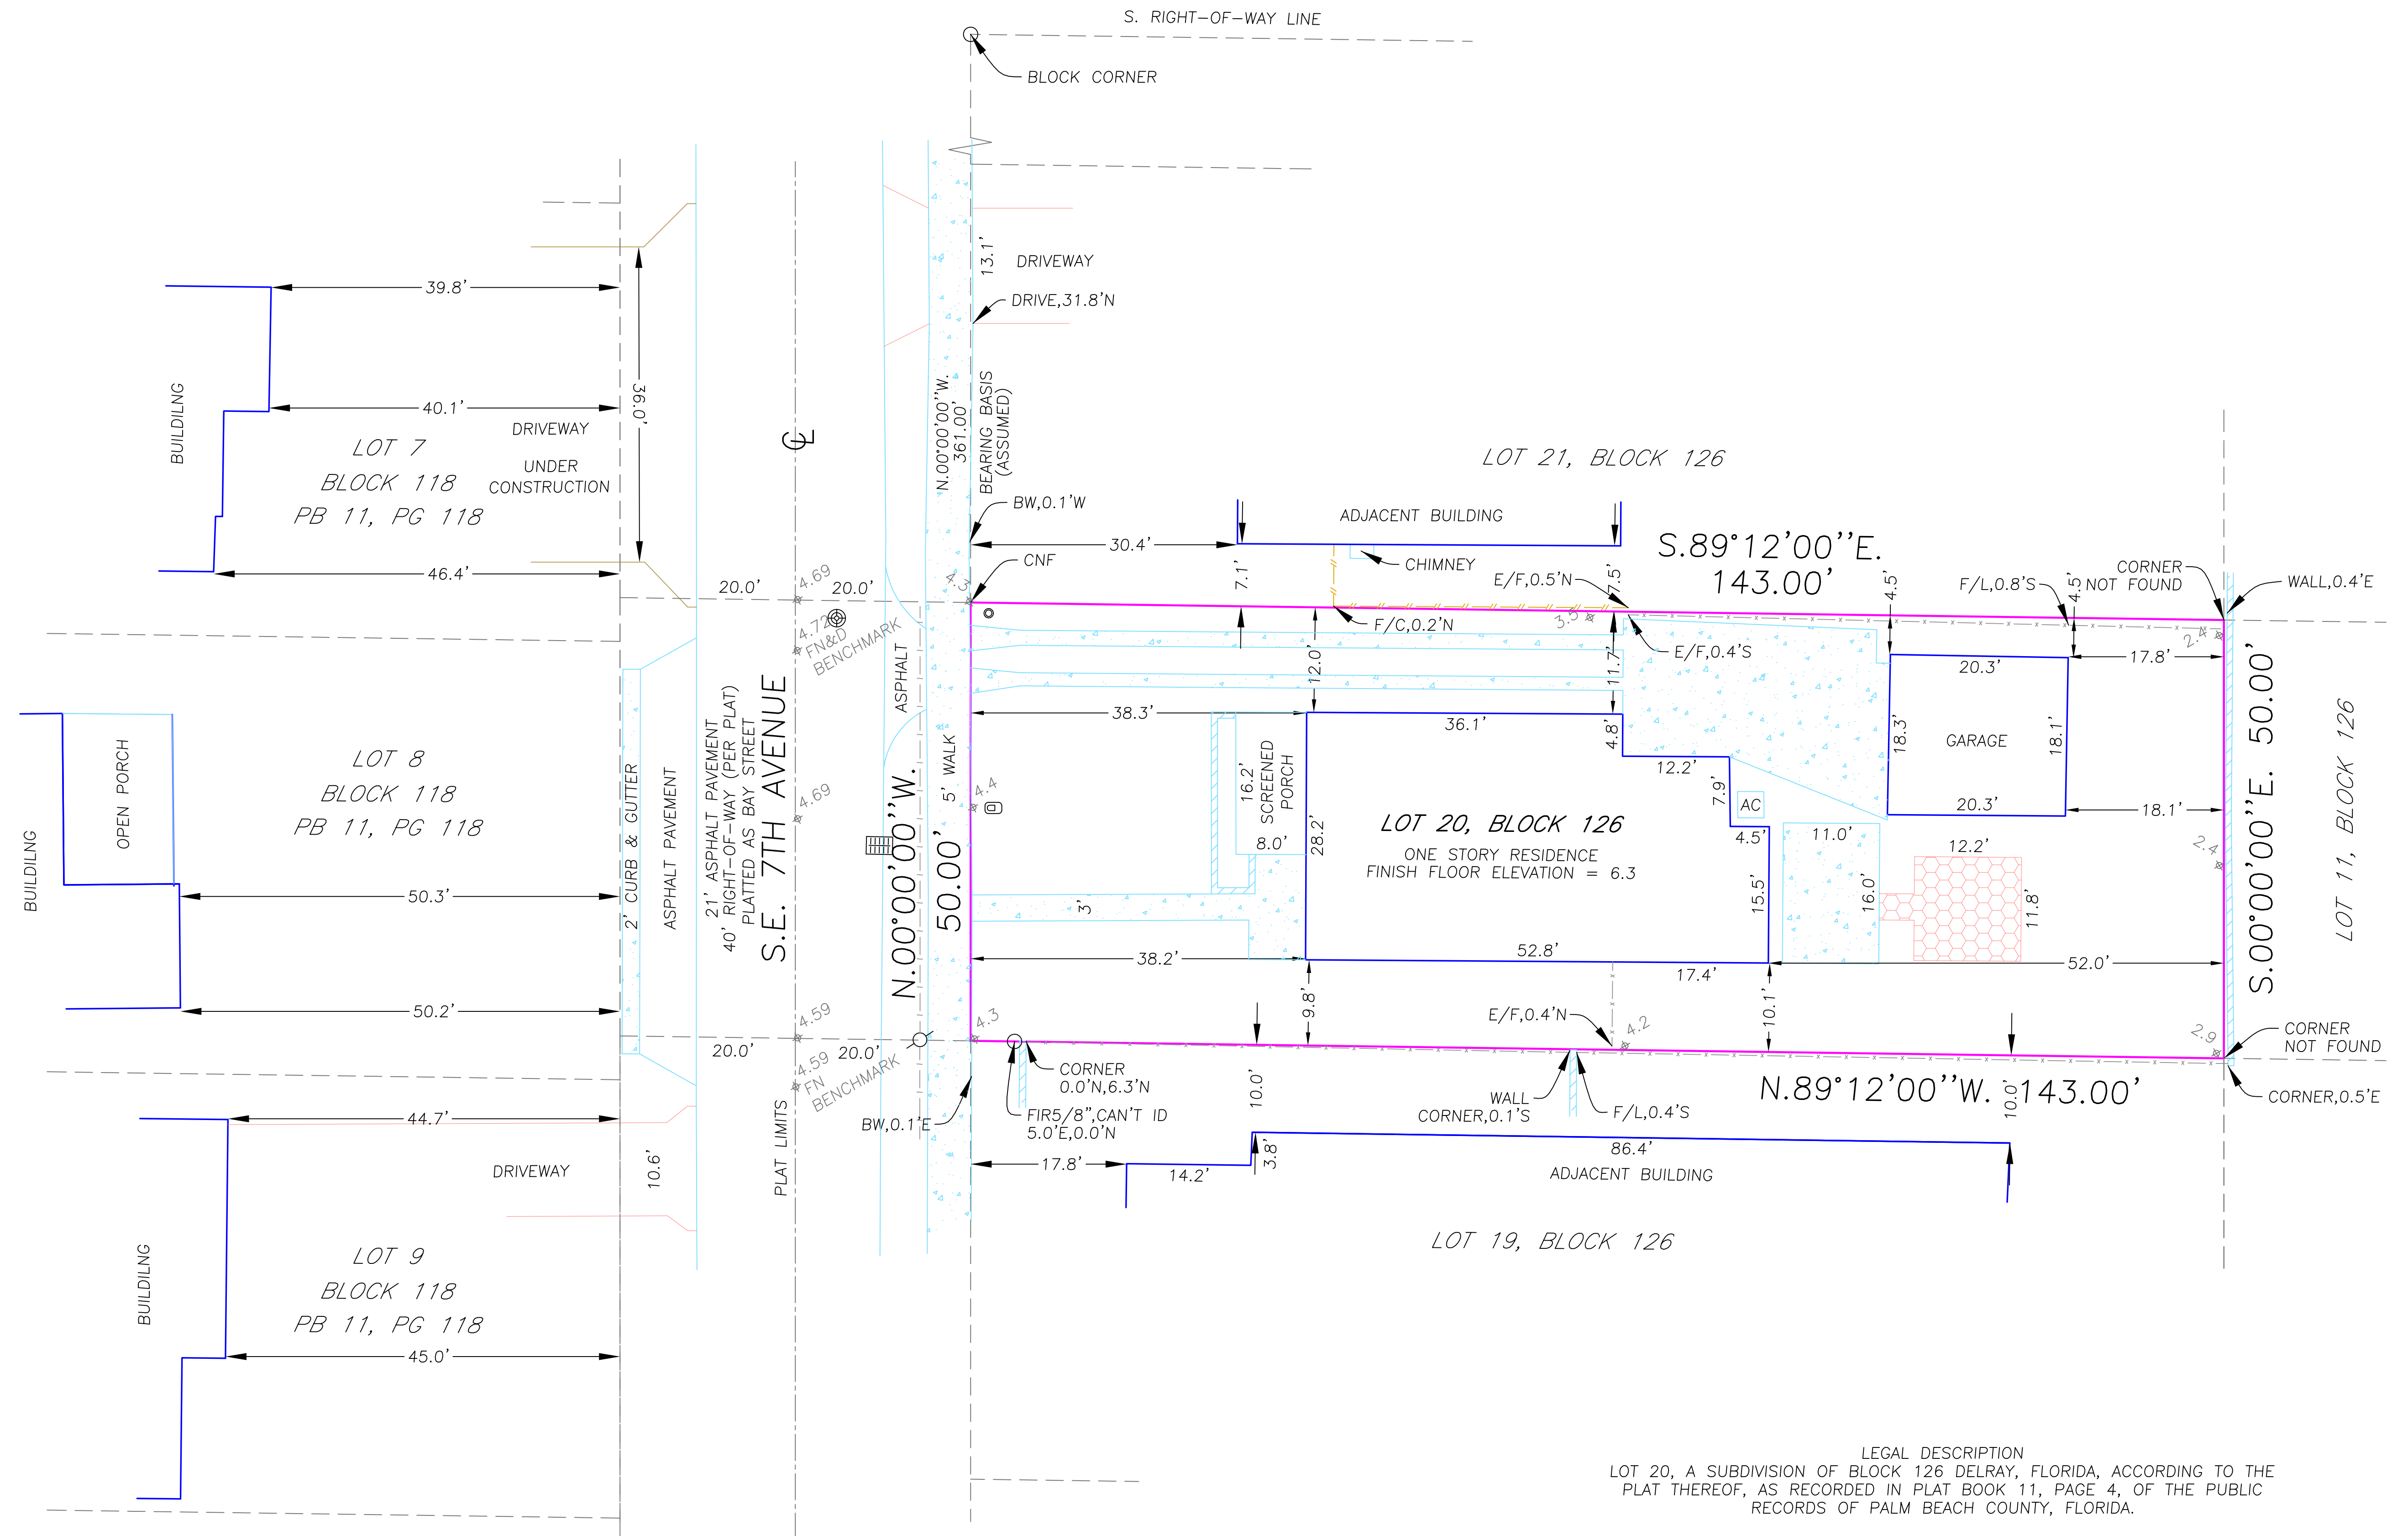 S. RIGHT-OF-WAY LINE
BLOCK CORNER
13.1'
DRIVEWAY
DRIVE,31.8'N
39.8'
BUILDILNG
40.1'
36.0'
DRIVEWAY
LOT 7
BLOCK 118
PB 11, PG 118
UNDER
CONSTRUCTION
46.4'
N.00°00'00"W.
361.00'
BEARING BASIS
(ASSUMED)
BW,0.1'W
LOT 21, BLOCK 126
ADJACENT BUILDING
30.4'
CNF
CHIMNEY
7.1'
7.5'
E/F,0.5'N
S.89°12'00"E.
143.00'
4.5'
F/L,0.8'S
4.5'
CORNER
NOT FOUND
WALL,0.4'E
20.0'
4.69
20.0'
4.3
4.72
FN&D
BENCHMARK
F/C,0.2'N
3.5
E/F,0.4'S
2.4
12.0'
11.7'
20.3'
17.8'
ASPHALT
38.3'
36.1'
4.8'
18.3'
GARAGE
18.1'
S.00°00'00"E. 50.00'
LOT 11, BLOCK 126
OPEN PORCH
LOT 8
BLOCK 118
PB 11, PG 118
BUILDILNG
2' CURB & GUTTER
ASPHALT PAVEMENT
21' ASPHALT PAVEMENT
40' RIGHT-OF-WAY (PER PLAT)
PLATTED AS BAY STREET
S.E. 7TH AVENUE
4.69
N.00°00'00"W.
50.00'
5' WALK
4.4
16.2'
SCREENED
PORCH
8.0'
28.2'
12.2'
7.9'
AC
4.5'
LOT 20, BLOCK 126
ONE STORY RESIDENCE
FINISH FLOOR ELEVATION = 6.3
11.0'
20.3'
18.1'
12.2'
2.4
15.5'
16.0'
11.8'
3'
50.3'
50.2'
38.2'
52.8'
17.4'
52.0'
9.8'
10.1'
E/F,0.4'N
4.2
2.9
CORNER
NOT FOUND
4.59
20.0'
20.0'
4.3
4.59
FN
BENCHMARK
CORNER
0.0'N,6.3'N
FIR5/8",CAN'T ID
5.0'E,0.0'N
BW,0.1'E
10.0'
WALL
CORNER,0.1'S
F/L,0.4'S
N.89°12'00"W. 143.00'
10.0'
CORNER,0.5'E
44.7'
DRIVEWAY
10.6'
PLAT LIMITS
17.8'
14.2'
3.8'
86.4'
ADJACENT BUILDING
LOT 19, BLOCK 126
BUILDILNG
LOT 9
BLOCK 118
PB 11, PG 118
45.0'
LEGAL DESCRIPTION
LOT 20, A SUBDIVISION OF BLOCK 126 DELRAY, FLORIDA, ACCORDING TO THE
PLAT THEREOF, AS RECORDED IN PLAT BOOK 11, PAGE 4, OF THE PUBLIC
RECORDS OF PALM BEACH COUNTY, FLORIDA.